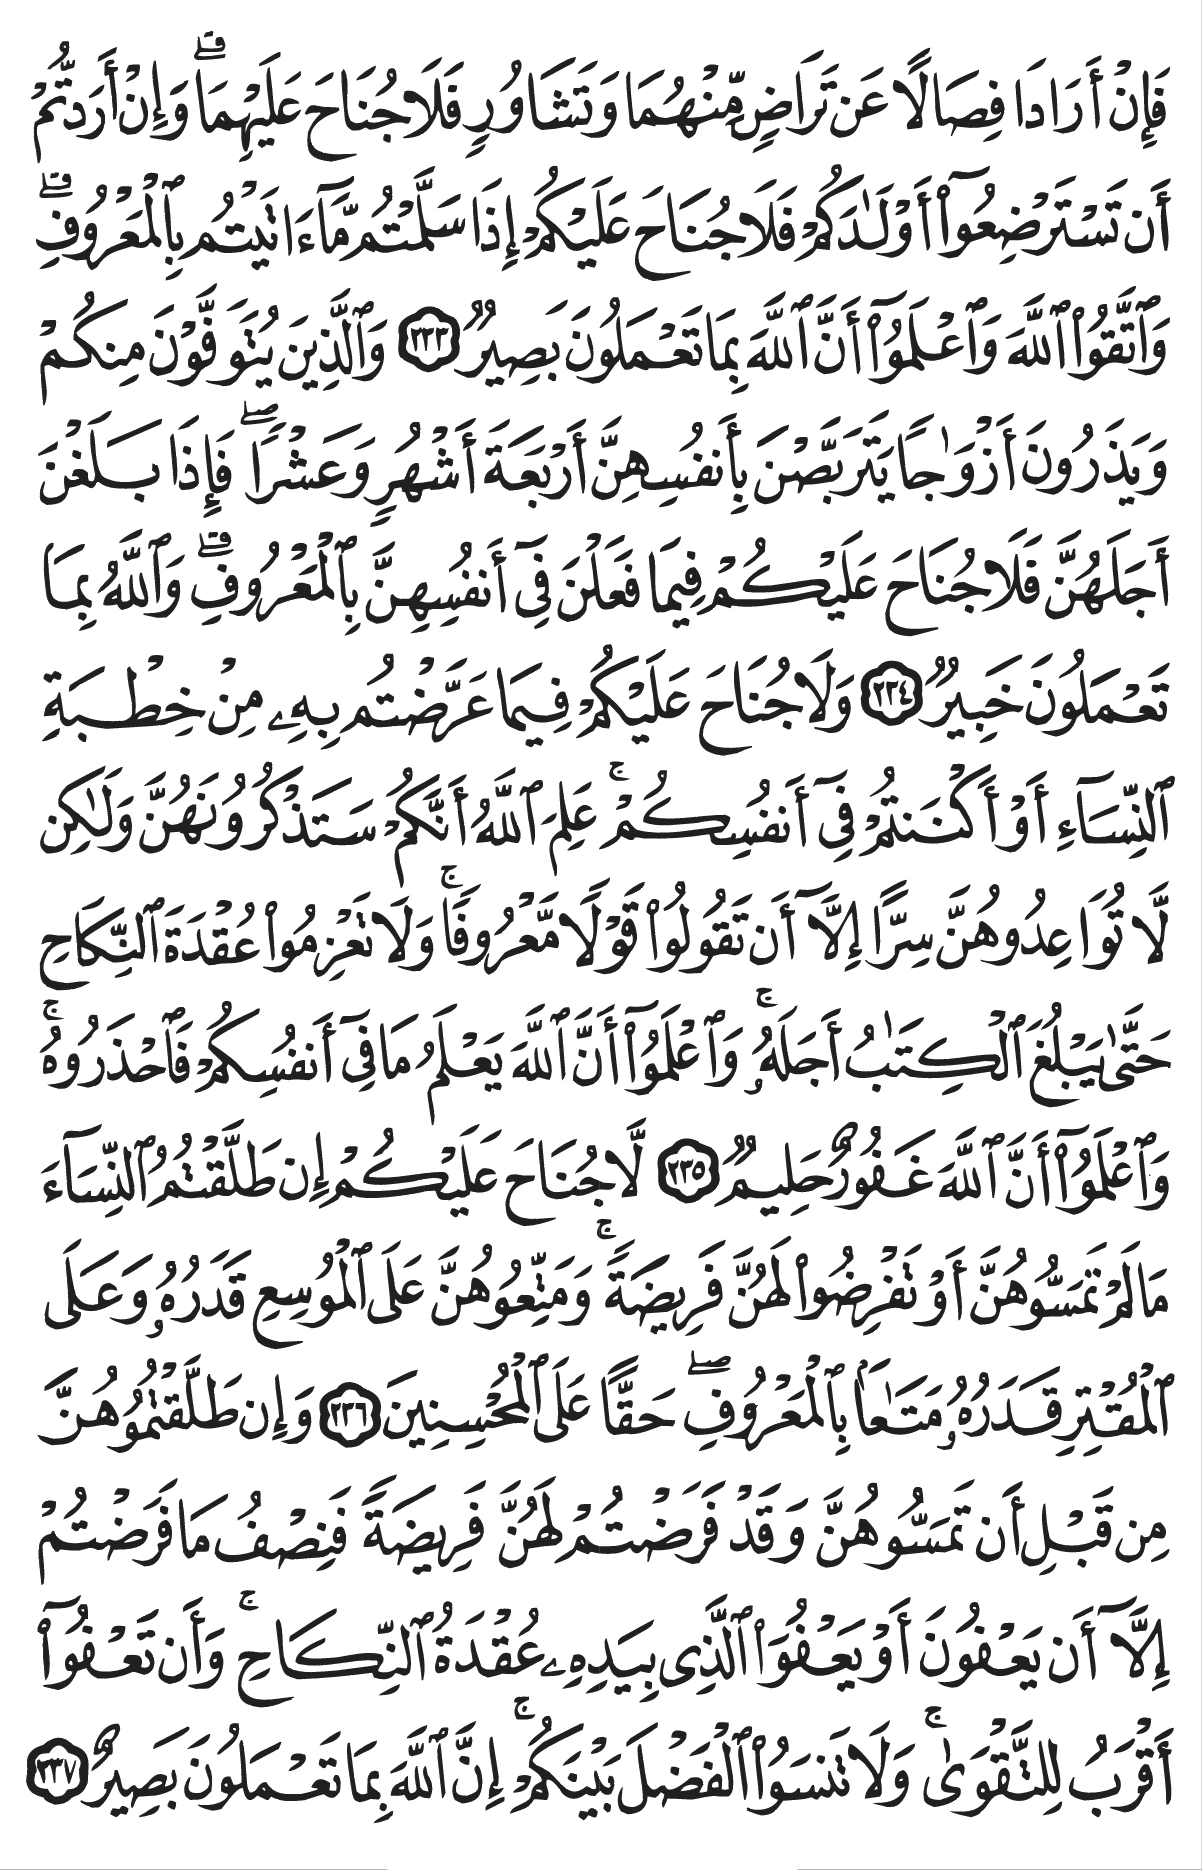 فَإِنْ أَرَادَا فِصَالًا عَن تَرَاضٍ مِّنْهُمَا وَتَشَاوُرٍ فَلَا جُنَاحَ عَلَيْهِمَا ۗ وَإِنْ أَرَدتُّمْ
أَن تَسْتَرْضِعُوٓا۟ أَوْلَـٰدَكُمْ فَلَا جُنَاحَ عَلَيْكُمْ إِذَا سَلَّمْتُم مَّآ ءَاتَيْتُم بِٱلْمَعْرُوفِ ۗ
وَٱتَّقُوا۟ ٱللَّهَ وَٱعْلَمُوٓا۟ أَنَّ ٱللَّهَ بِمَا تَعْمَلُونَ بَصِيرٌ ٢٣٣ وَٱلَّذِينَ يُتَوَفَّوْنَ مِنكُمْ
وَيَذَرُونَ أَزْوَٰجًا يَتَرَبَّصْنَ بِأَنفُسِهِنَّ أَرْبَعَةَ أَشْهُرٍ وَعَشْرًا ۖ فَإِذَا بَلَغْنَ
أَجَلَهُنَّ فَلَا جُنَاحَ عَلَيْكُمْ فِيمَا فَعَلْنَ فِىٓ أَنفُسِهِنَّ بِٱلْمَعْرُوفِ ۗ وَٱللَّهُ بِمَا
تَعْمَلُونَ خَبِيرٌ ٢٣٤ وَلَا جُنَاحَ عَلَيْكُمْ فِيمَا عَرَّضْتُم بِهِۦ مِنْ خِطْبَةِ
ٱلنِّسَآءِ أَوْ أَكْنَنتُمْ فِىٓ أَنفُسِكُمْ ۚ عَلِمَ ٱللَّهُ أَنَّكُمْ سَتَذْكُرُونَهُنَّ وَلَـٰكِن
لَّا تُوَاعِدُوهُنَّ سِرًّا إِلَّآ أَن تَقُولُوا۟ قَوْلًا مَّعْرُوفًا ۚ وَلَا تَعْزِمُوا۟ عُقْدَةَ ٱلنِّكَاحِ
حَتَّىٰ يَبْلُغَ ٱلْكِتَـٰبُ أَجَلَهُۥ ۚ وَٱعْلَمُوٓا۟ أَنَّ ٱللَّهَ يَعْلَمُ مَا فِىٓ أَنفُسِكُمْ فَٱحْذَرُوهُ ۚ
وَٱعْلَمُوٓا۟ أَنَّ ٱللَّهَ غَفُورٌ حَلِيمٌ ٢٣٥ لَّا جُنَاحَ عَلَيْكُمْ إِن طَلَّقْتُمُ ٱلنِّسَآءَ
مَا لَمْ تَمَسُّوهُنَّ أَوْ تَفْرِضُوا۟ لَهُنَّ فَرِيضَةً ۚ وَمَتِّعُوهُنَّ عَلَى ٱلْمُوسِعِ قَدَرُهُۥ وَعَلَى
ٱلْمُقْتِرِ قَدَرُهُۥ مَتَـٰعًۢا بِٱلْمَعْرُوفِ ۖ حَقًّا عَلَى ٱلْمُحْسِنِينَ ٢٣٦ وَإِن طَلَّقْتُمُوهُنَّ
مِن قَبْلِ أَن تَمَسُّوهُنَّ وَقَدْ فَرَضْتُمْ لَهُنَّ فَرِيضَةً فَنِصْفُ مَا فَرَضْتُمْ
إِلَّآ أَن يَعْفُونَ أَوْ يَعْفُوَا۟ ٱلَّذِى بِيَدِهِۦ عُقْدَةُ ٱلنِّكَاحِ ۚ وَأَن تَعْفُوٓا۟
أَقْرَبُ لِلتَّقْوَىٰ ۚ وَلَا تَنسَوُا۟ ٱلْفَضْلَ بَيْنَكُمْ ۚ إِنَّ ٱللَّهَ بِمَا تَعْمَلُونَ بَصِيرٌ ٢٣٧